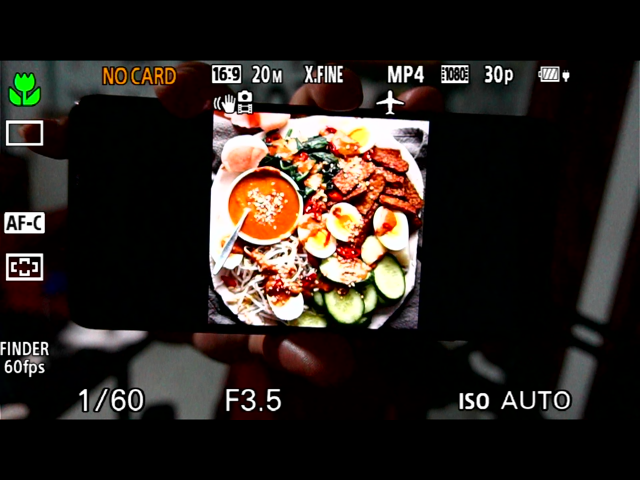 NO CARD 16:9 20M X.FINE MP4 1080 30p
AF-C
FINDER
60fps
1/60 F3.5 ISO AUTO